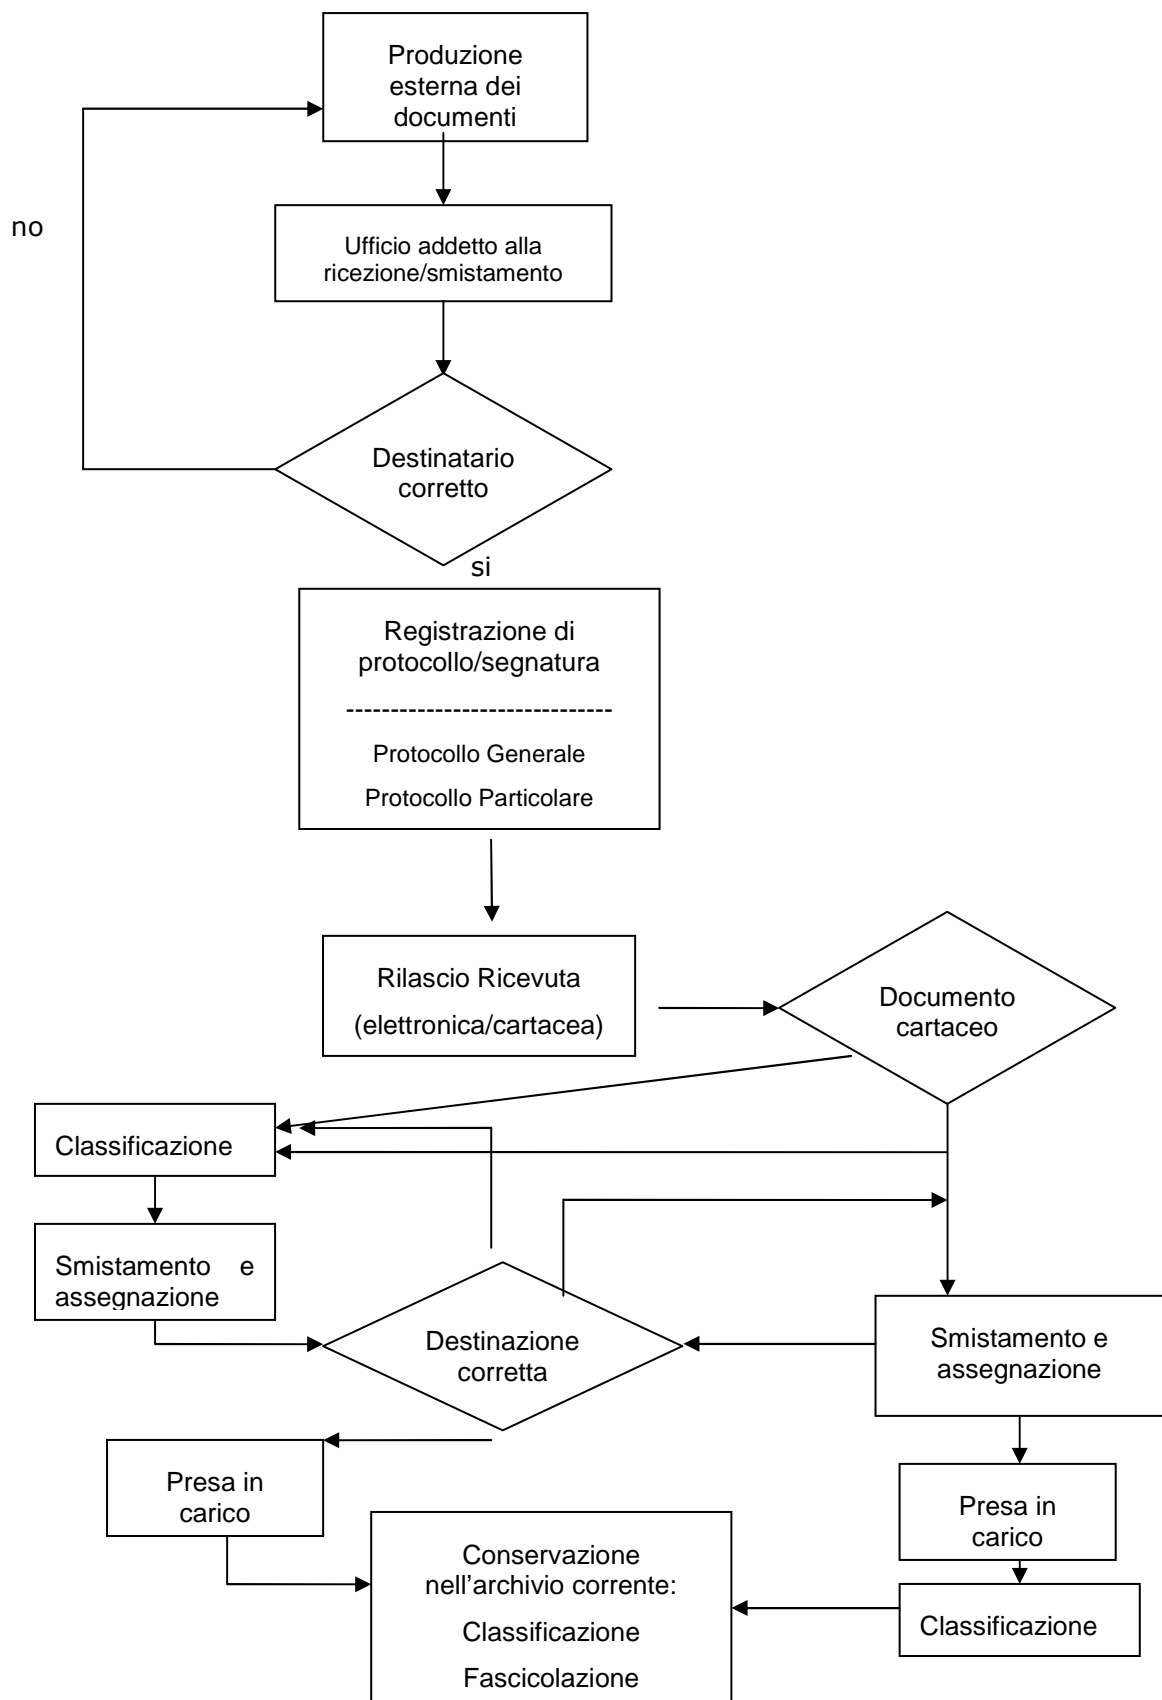 Produzione
esterna dei
documenti
no
Ufficio addetto alla
ricezione/smistamento
Destinatario
corretto
si
Registrazione di
protocollo/segnatura
------------------------------
Protocollo Generale
Protocollo Particolare
Rilascio Ricevuta
(elettronica/cartacea)
Documento
cartaceo
Classificazione
Smistamento e
assegnazione
Destinazione
corretta
Smistamento e
assegnazione
Presa in
carico
Presa in
carico
Conservazione
nell’archivio corrente:
Classificazione
Fascicolazione
Classificazione